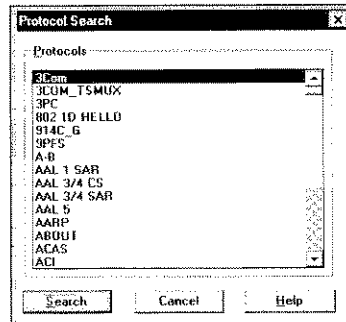 Protocol Search
Protocols
3Com
3COM_TSMUX
3PC
802 1D HELLO
914C_G
9PFS
A-B
AAL 1 SAR
AAL 3/4 CS
AAL 3/4 SAR
AAL 5
AARP
ABOUT
ACAS
ACI
Search Cancel Help